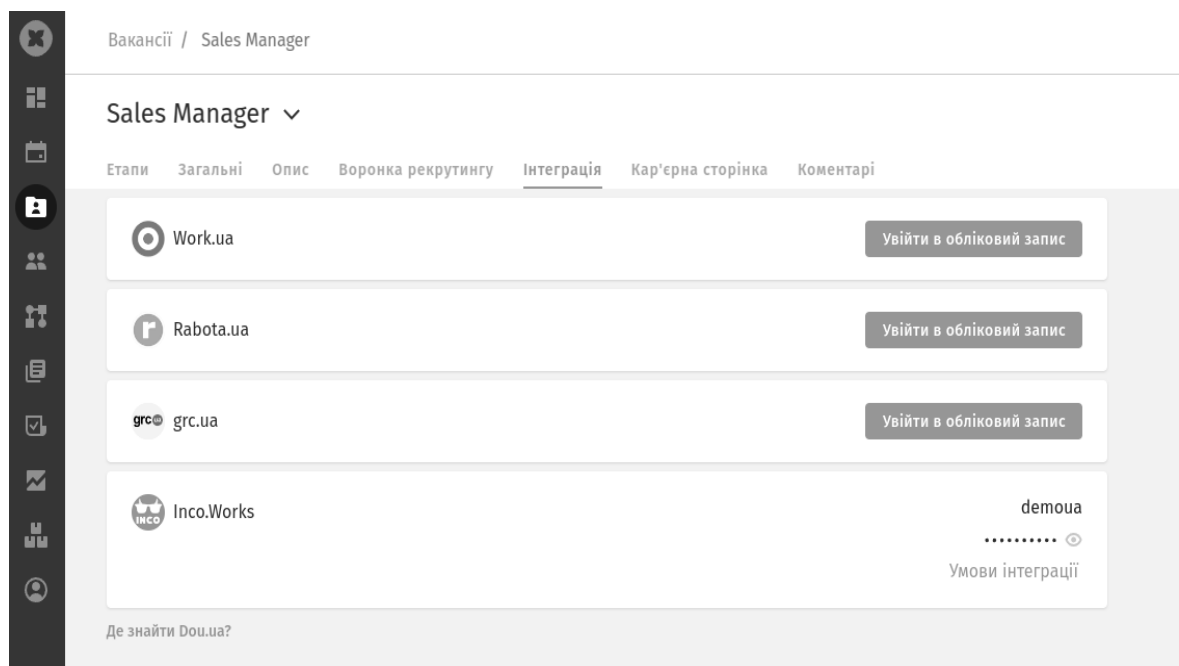 Вакансії / Sales Manager
Sales Manager
Етапи Загальні Опис Воронка рекрутингу Інтеграція Кар'єрна сторінка Коментарі
Work.ua Увійти в обліковий запис
r Rabota.ua Увійти в обліковий запис
grc grc.ua Увійти в обліковий запис
INCO Inco.Works demoua
••••••••••
Умови інтеграції
Де знайти Dou.ua?